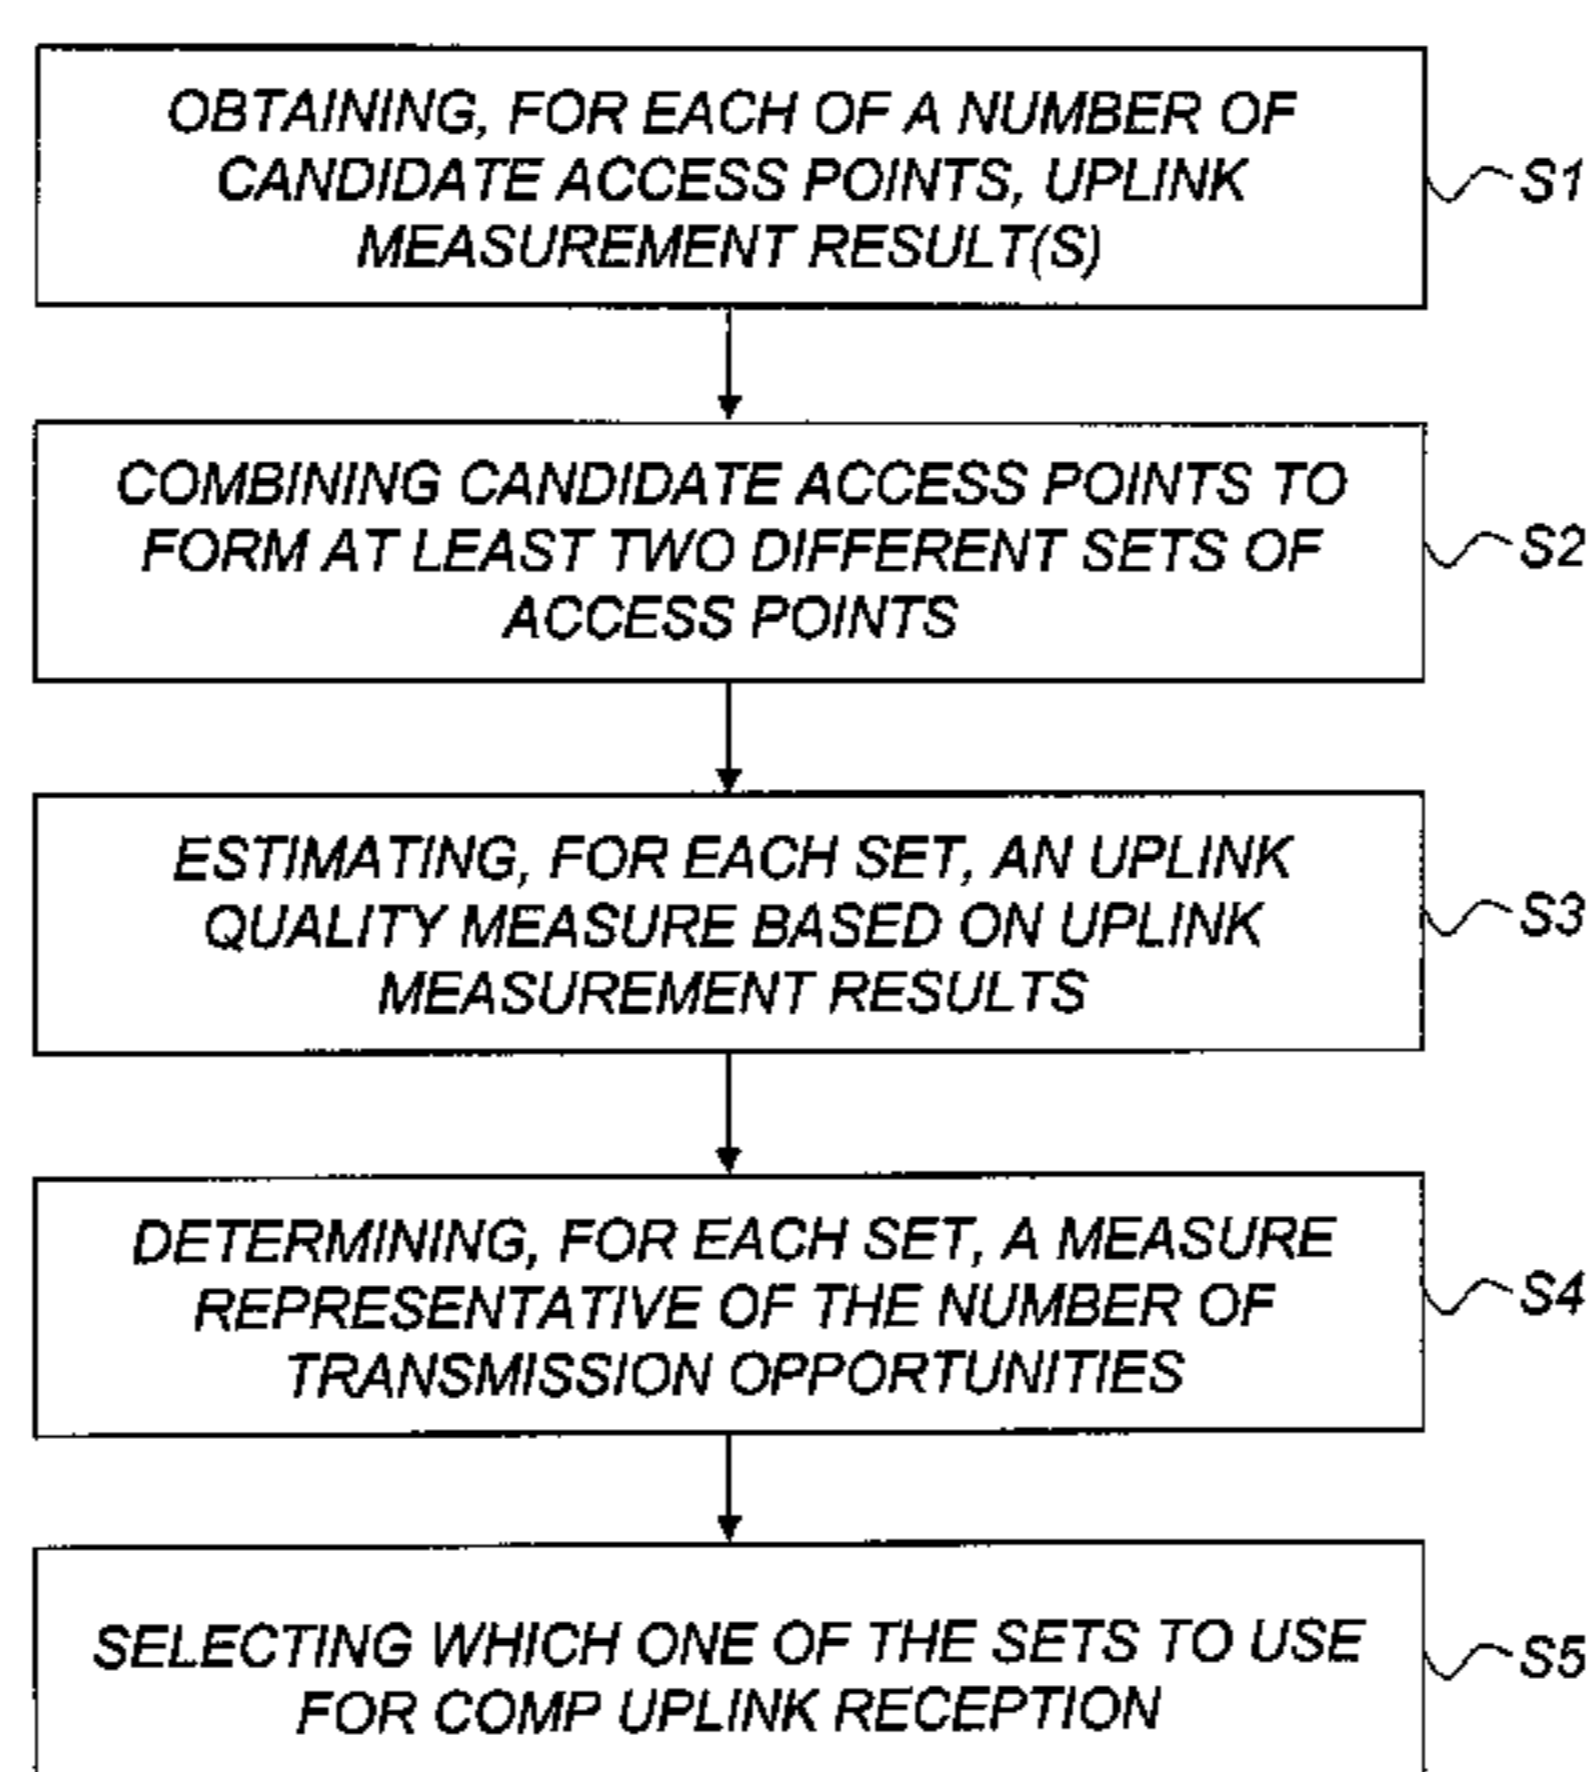 OBTAINING, FOR EACH OF A NUMBER OF
CANDIDATE ACCESS POINTS, UPLINK
MEASUREMENT RESULT(S)
S1
COMBINING CANDIDATE ACCESS POINTS TO
FORM AT LEAST TWO DIFFERENT SETS OF
ACCESS POINTS
S2
ESTIMATING, FOR EACH SET, AN UPLINK
QUALITY MEASURE BASED ON UPLINK
MEASUREMENT RESULTS
S3
DETERMINING, FOR EACH SET, A MEASURE
REPRESENTATIVE OF THE NUMBER OF
TRANSMISSION OPPORTUNITIES
S4
SELECTING WHICH ONE OF THE SETS TO USE
FOR COMP UPLINK RECEPTION
S5